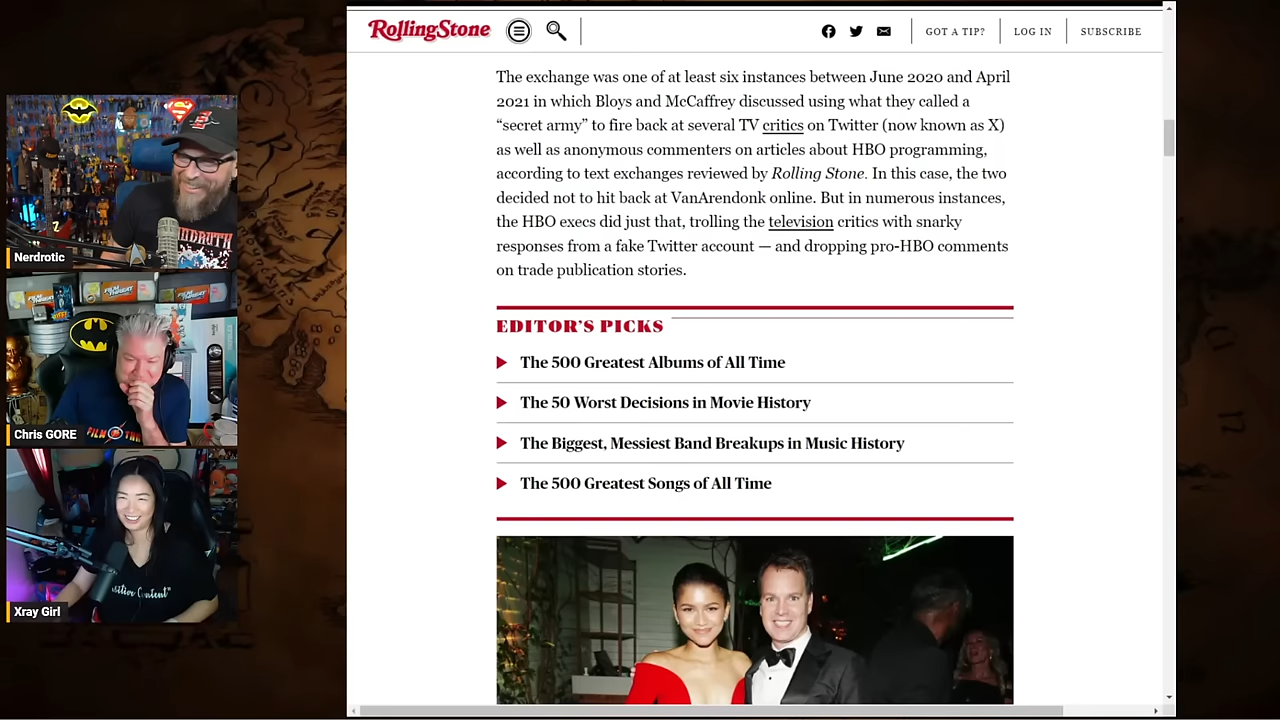 RollingStone
GOT A TIP?
LOG IN
SUBSCRIBE
The exchange was one of at least six instances between June 2020 and April
2021 in which Bloys and McCaffrey discussed using what they called a
“secret army” to fire back at several TV critics on Twitter (now known as X)
as well as anonymous commenters on articles about HBO programming,
according to text exchanges reviewed by Rolling Stone. In this case, the two
decided not to hit back at VanArendonk online. But in numerous instances,
the HBO execs did just that, trolling the television critics with snarky
responses from a fake Twitter account — and dropping pro-HBO comments
on trade publication stories.
EDITOR’S PICKS
The 500 Greatest Albums of All Time
The 50 Worst Decisions in Movie History
The Biggest, Messiest Band Breakups in Music History
The 500 Greatest Songs of All Time
Nerdrotic
Chris GORE
Xray Girl